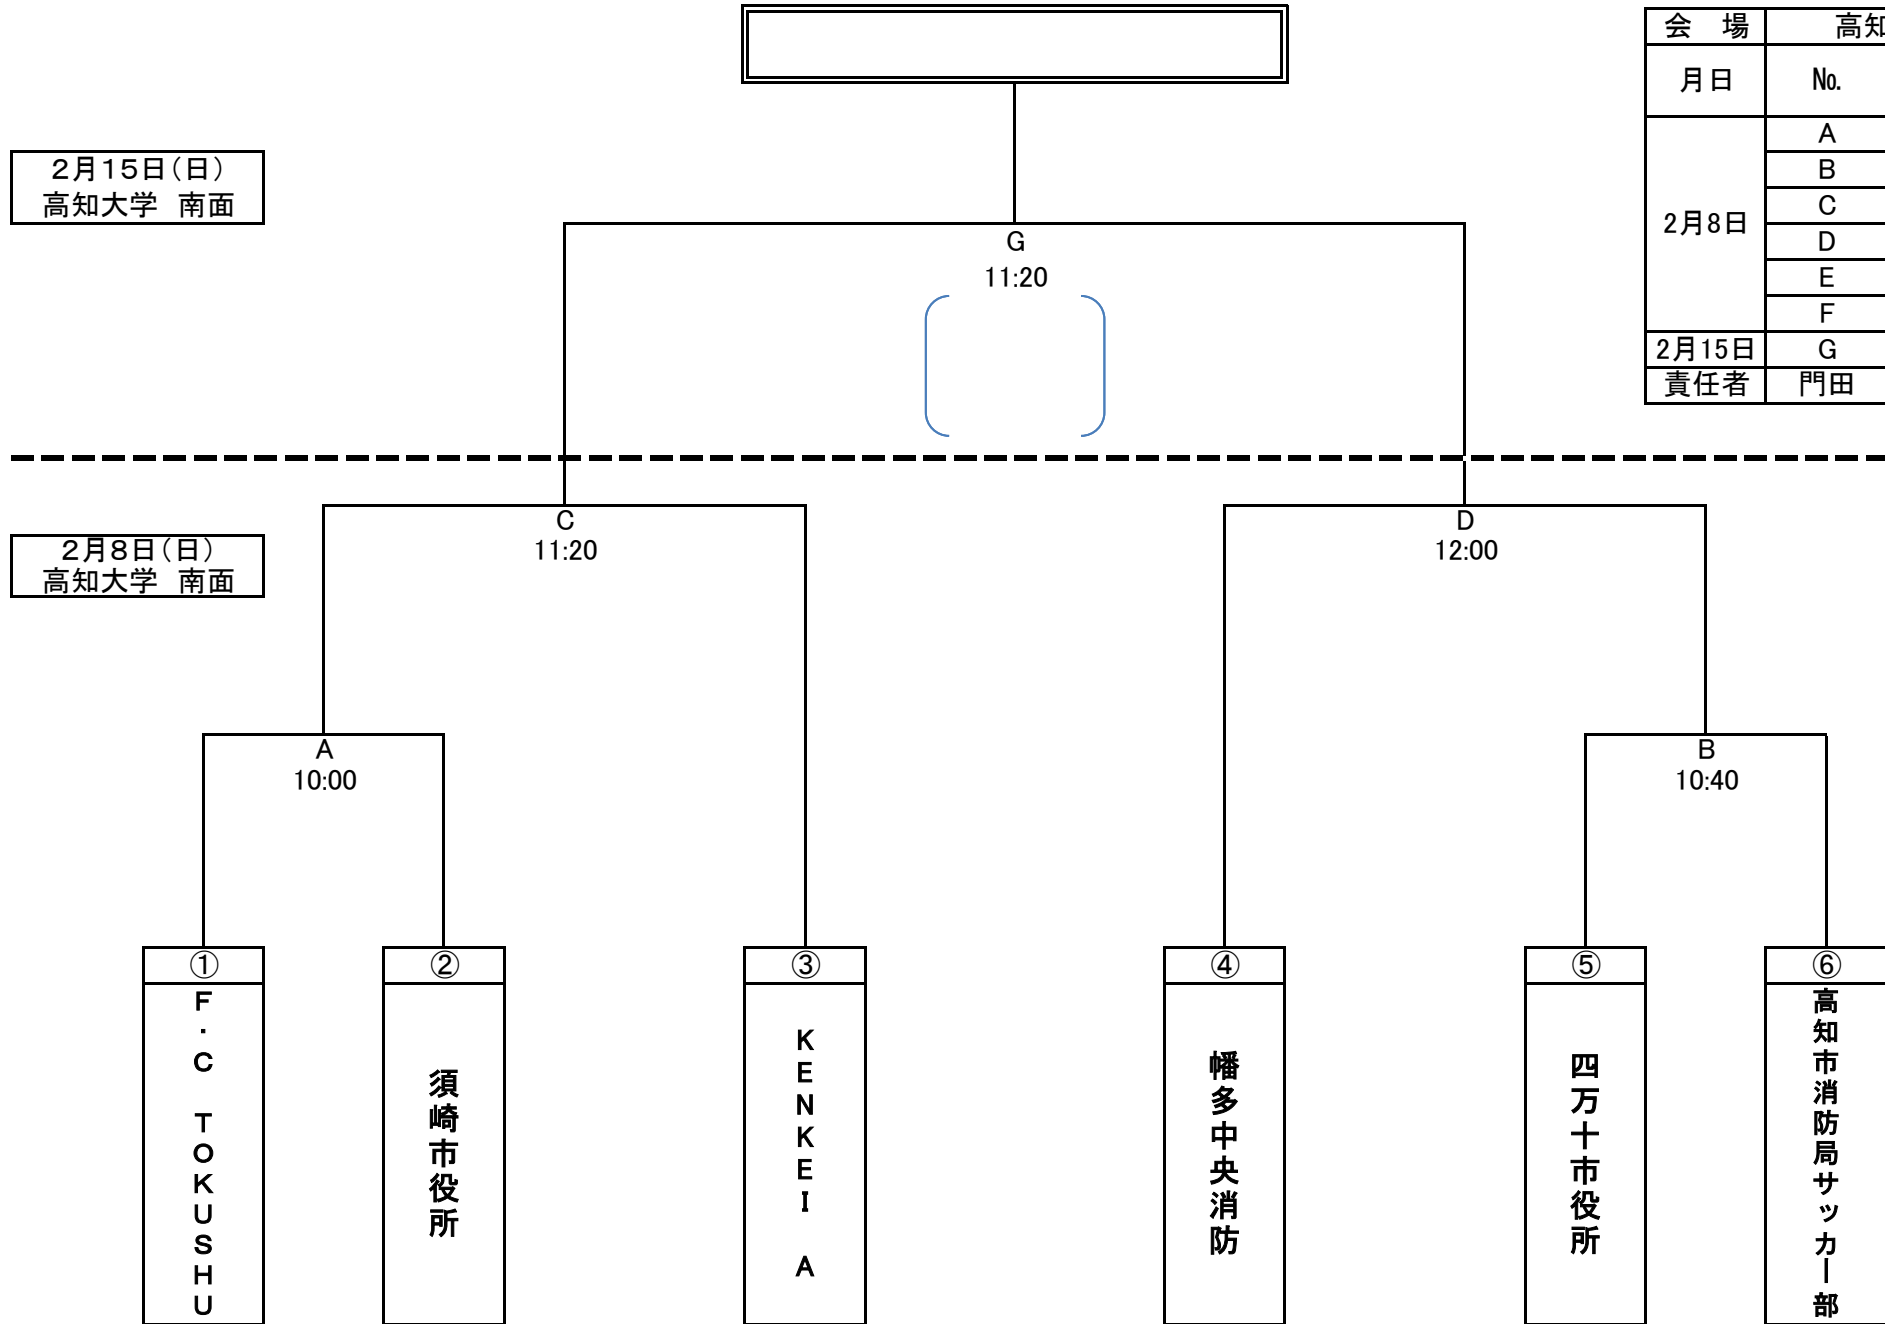 会　場　高知
月日　No.
A
B
2月15日(日)
高知大学　南面
C
2月8日
D
G
E
11:20
F
2月15日　G
責任者　門田
C
D
2月8日(日)
11:20
12:00
高知大学　南面
A
B
10:00
10:40
①
②
③
④
⑤
⑥
F・C　TOKUSHU
須崎市役所
KENKEI　A
幡多中央消防
四万十市役所
高知市消防局サッカー部